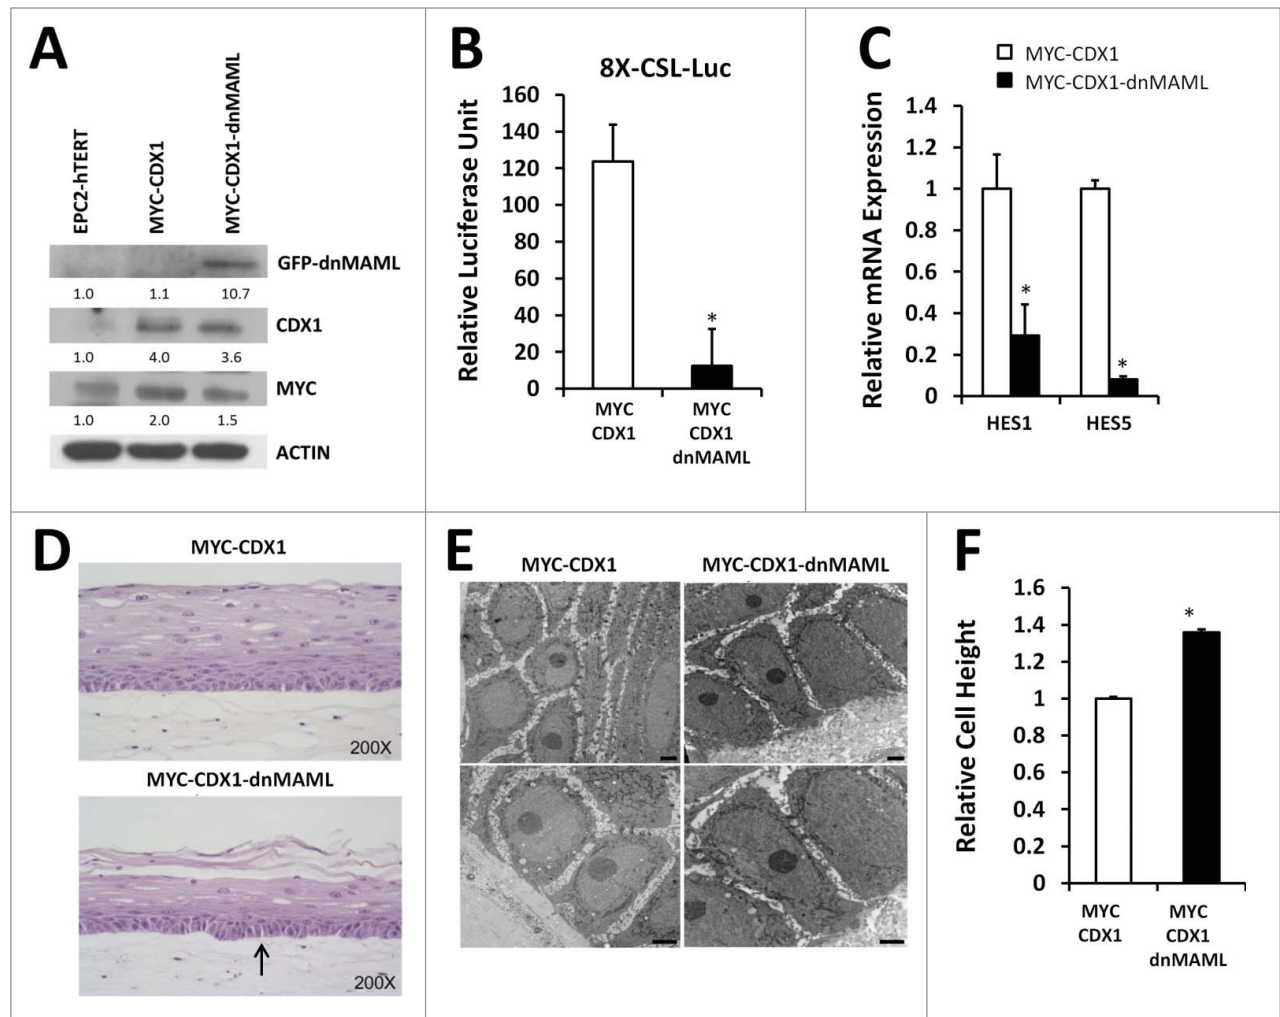 A
EPC2-hTERT
MYC-CDX1
MYC-CDX1-dnMAML
GFP-dnMAML
1.0 1.1 10.7
CDX1
1.0 4.0 3.6
MYC
1.0 2.0 1.5
ACTIN
B
8X-CSL-Luc
Relative Luciferase Unit
160
140
120
100
80
60
40
20
0
*
MYC CDX1
MYC CDX1 dnMAML
C
MYC-CDX1
MYC-CDX1-dnMAML
Relative mRNA Expression
1.4
1.2
1
0.8
0.6
0.4
0.2
0
*
*
HES1 HES5
D
MYC-CDX1
200X
MYC-CDX1-dnMAML
200X
E
MYC-CDX1 MYC-CDX1-dnMAML
F
Relative Cell Height
1.6
1.4
1.2
1
0.8
0.6
0.4
0.2
0
*
MYC CDX1
MYC CDX1 dnMAML